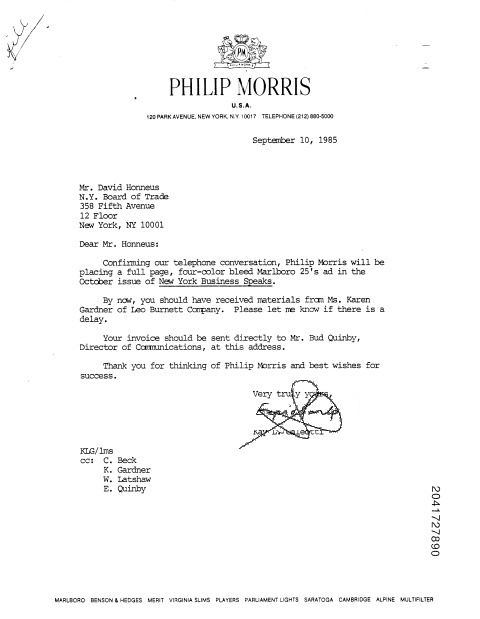 PM
PHILIP MORRIS
U.S.A.
120 PARK AVENUE, NEW YORK, N.Y. 10017 TELEPHONE (212) 880-5000
September 10, 1985
Mr. David Honneus
N.Y. Board of Trade
358 Fifth Avenue
12 Floor
New York, NY 10001
Dear Mr. Honneus:
Confirming our telephone conversation, Philip Morris will be
placing a full page, four-color bleed Marlboro 25's ad in the
October issue of New York Business Speaks.
By now, you should have received materials from Ms. Karen
Gardner of Leo Burnett Company. Please let me know if there is a
delay.
Your invoice should be sent directly to Mr. Bud Quinby,
Director of Communications, at this address.
Thank you for thinking of Philip Morris and best wishes for
success.
Very truly yours,
KLG/lms
cc: C. Beck
K. Gardner
W. Latshaw
E. Quinby
2041727890
MARLBORO BENSON & HEDGES MERIT VIRGINIA SLIMS PLAYERS PARLIAMENT LIGHTS SARATOGA CAMBRIDGE ALPINE MULTIFILTER